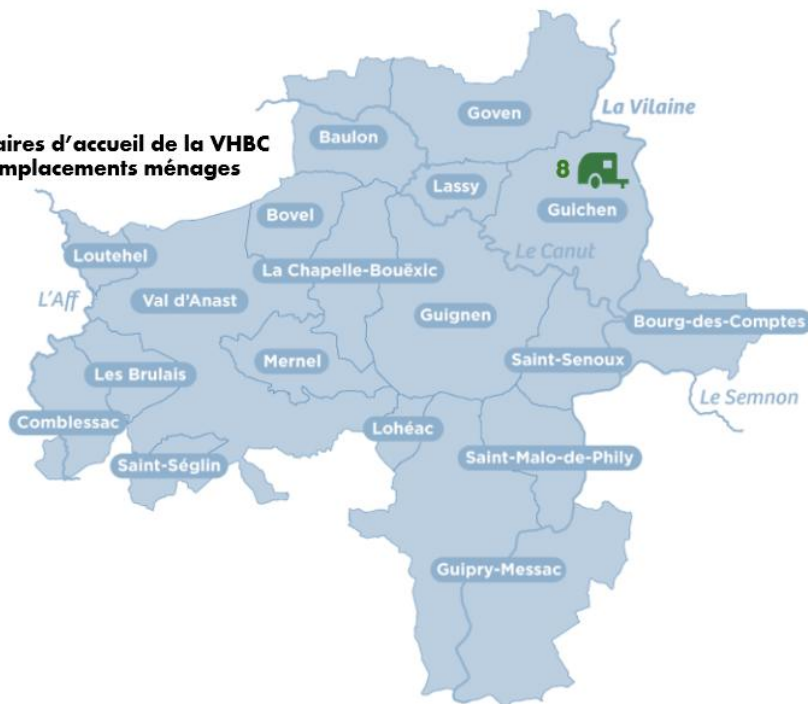 aires d'accueil de la VHBC
mplacements ménages
Goven
La Vilaine
Baulon
Lassy
8
Guichen
Bovel
Le Canut
Loutehel
La Chapelle-Bouëxic
L'Aff
Val d'Anast
Guignen
Bourg-des-Comptes
Mernel
Saint-Senoux
Les Brulais
Le Semnon
Comblessac
Lohéac
Saint-Séglin
Saint-Malo-de-Phily
Guipry-Messac